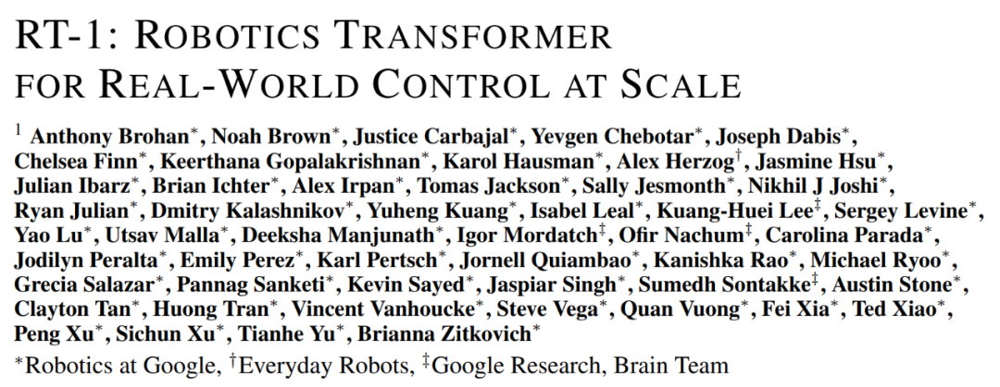 RT-1: ROBOTICS TRANSFORMER
FOR REAL-WORLD CONTROL AT SCALE
¹ Anthony Brohan*, Noah Brown*, Justice Carbajal*, Yevgen Chebotar*, Joseph Dabis*,
Chelsea Finn*, Keerthana Gopalakrishnan*, Karol Hausman*, Alex Herzog†, Jasmine Hsu*,
Julian Ibarz*, Brian Ichter*, Alex Irpan*, Tomas Jackson*, Sally Jesmonth*, Nikhil J Joshi*,
Ryan Julian*, Dmitry Kalashnikov*, Yuheng Kuang*, Isabel Leal*, Kuang-Huei Lee‡, Sergey Levine*,
Yao Lu*, Utsav Malla*, Deeksha Manjunath*, Igor Mordatch‡, Ofir Nachum‡, Carolina Parada*,
Jodilyn Peralta*, Emily Perez*, Karl Pertsch*, Jornell Quiambao*, Kanishka Rao*, Michael Ryoo*,
Grecia Salazar*, Pannag Sanketi*, Kevin Sayed*, Jaspiar Singh*, Sumedh Sontakke‡, Austin Stone*,
Clayton Tan*, Huong Tran*, Vincent Vanhoucke*, Steve Vega*, Quan Vuong*, Fei Xia*, Ted Xiao*,
Peng Xu*, Sichun Xu*, Tianhe Yu*, Brianna Zitkovich*
*Robotics at Google, †Everyday Robots, ‡Google Research, Brain Team